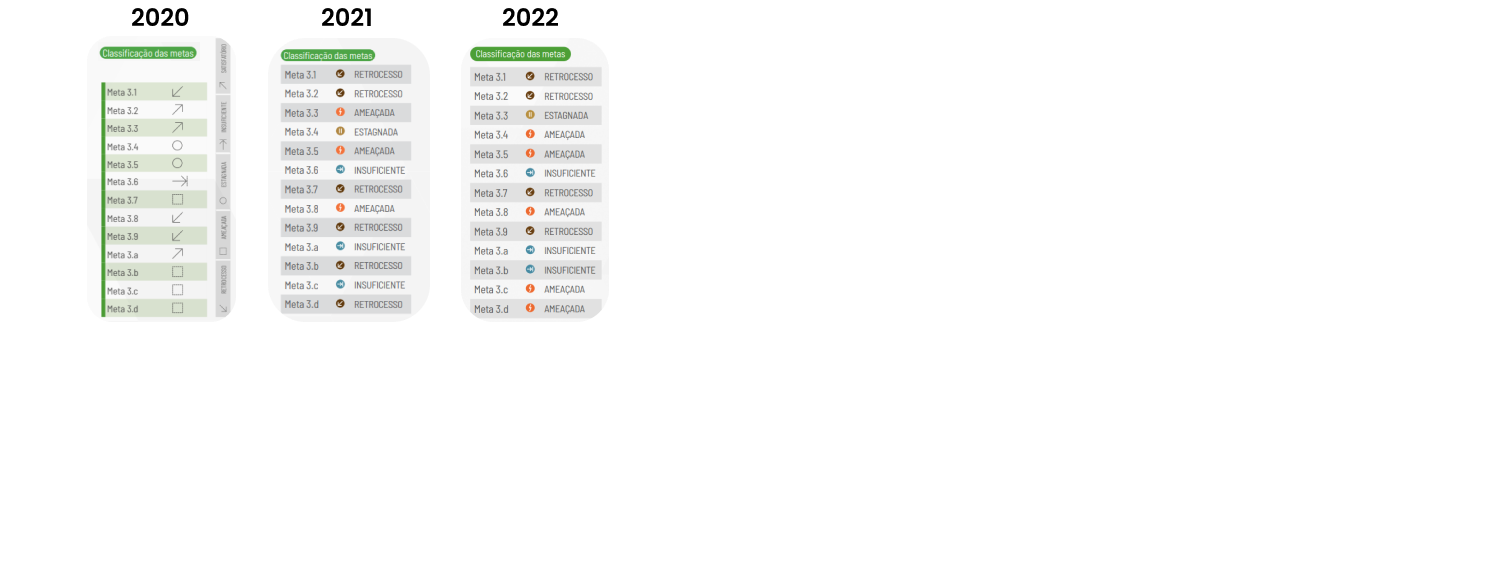 2020
Classificação das metas
Meta 3.1
Meta 3.2
Meta 3.3
Meta 3.4
Meta 3.5
Meta 3.6
Meta 3.7
Meta 3.8
Meta 3.9
Meta 3.a
Meta 3.b
Meta 3.c
Meta 3.d
SATISFATÓRIO
INSUFICIENTE
ESTAGNADA
AMEAÇADA
RETROCESSO
2021
Classificação das metas
Meta 3.1 RETROCESSO
Meta 3.2 RETROCESSO
Meta 3.3 AMEAÇADA
Meta 3.4 ESTAGNADA
Meta 3.5 AMEAÇADA
Meta 3.6 INSUFICIENTE
Meta 3.7 RETROCESSO
Meta 3.8 AMEAÇADA
Meta 3.9 RETROCESSO
Meta 3.a INSUFICIENTE
Meta 3.b RETROCESSO
Meta 3.c INSUFICIENTE
Meta 3.d RETROCESSO
2022
Classificação das metas
Meta 3.1 RETROCESSO
Meta 3.2 RETROCESSO
Meta 3.3 ESTAGNADA
Meta 3.4 AMEAÇADA
Meta 3.5 AMEAÇADA
Meta 3.6 INSUFICIENTE
Meta 3.7 RETROCESSO
Meta 3.8 AMEAÇADA
Meta 3.9 RETROCESSO
Meta 3.a INSUFICIENTE
Meta 3.b INSUFICIENTE
Meta 3.c AMEAÇADA
Meta 3.d AMEAÇADA